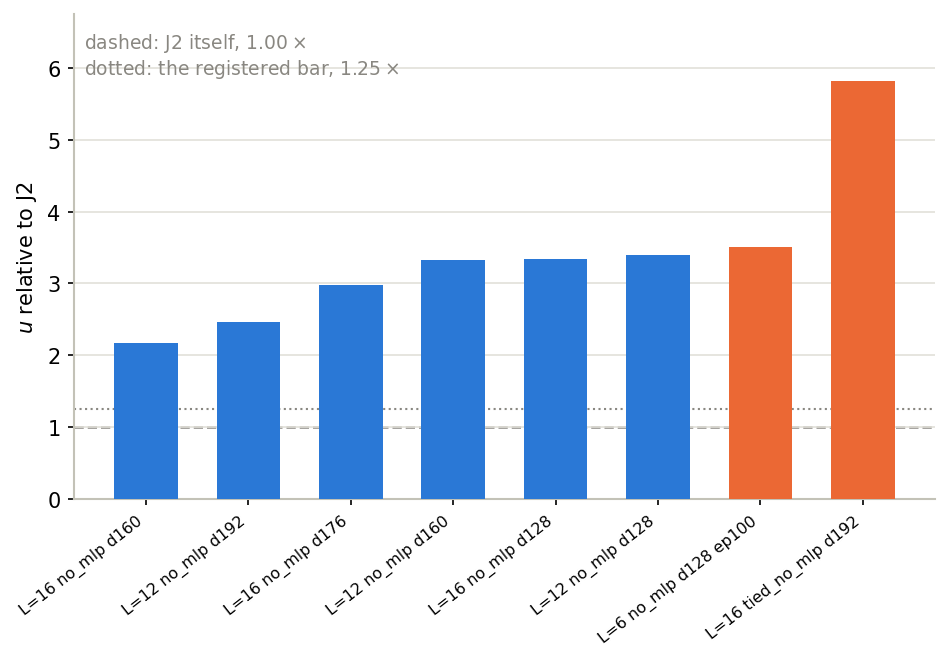 dashed: J2 itself, 1.00 ×
dotted: the registered bar, 1.25 ×
u relative to J2
6
5
4
3
2
1
0
L=16 no_mlp d160
L=12 no_mlp d192
L=16 no_mlp d176
L=12 no_mlp d160
L=16 no_mlp d128
L=12 no_mlp d128
L=6 no_mlp d128 ep100
L=16 tied_no_mlp d192